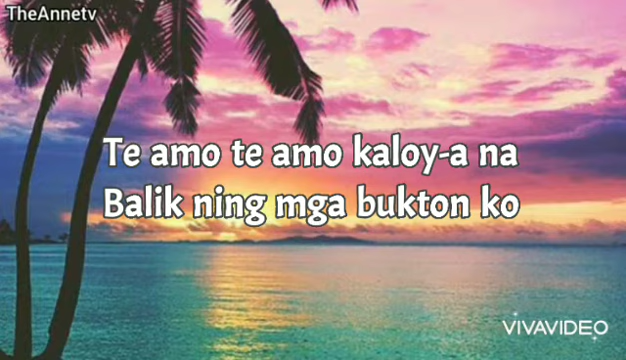 TheAnnetv
Te amo te amo kaloy-a na
Balik ning mga bukton ko
VIVAVIDEO